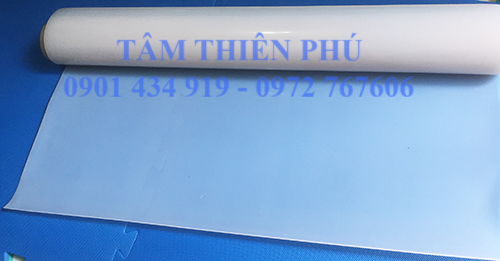 TÂM THIÊN PHÚ
0901 434 919 - 0972 767606